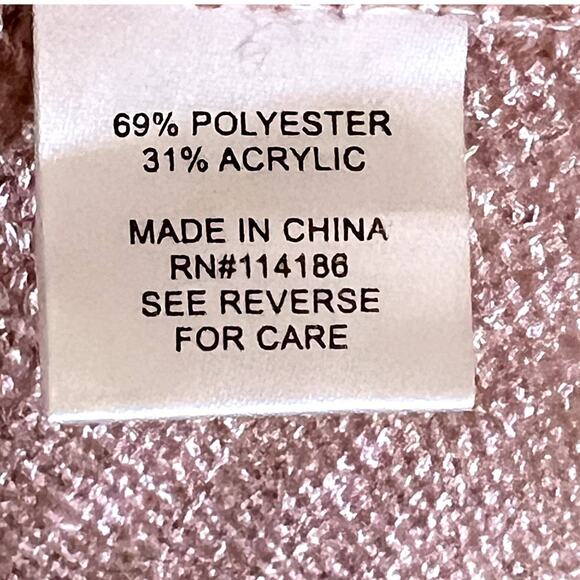 69% POLYESTER
31% ACRYLIC
MADE IN CHINA
RN#114186
SEE REVERSE
FOR CARE